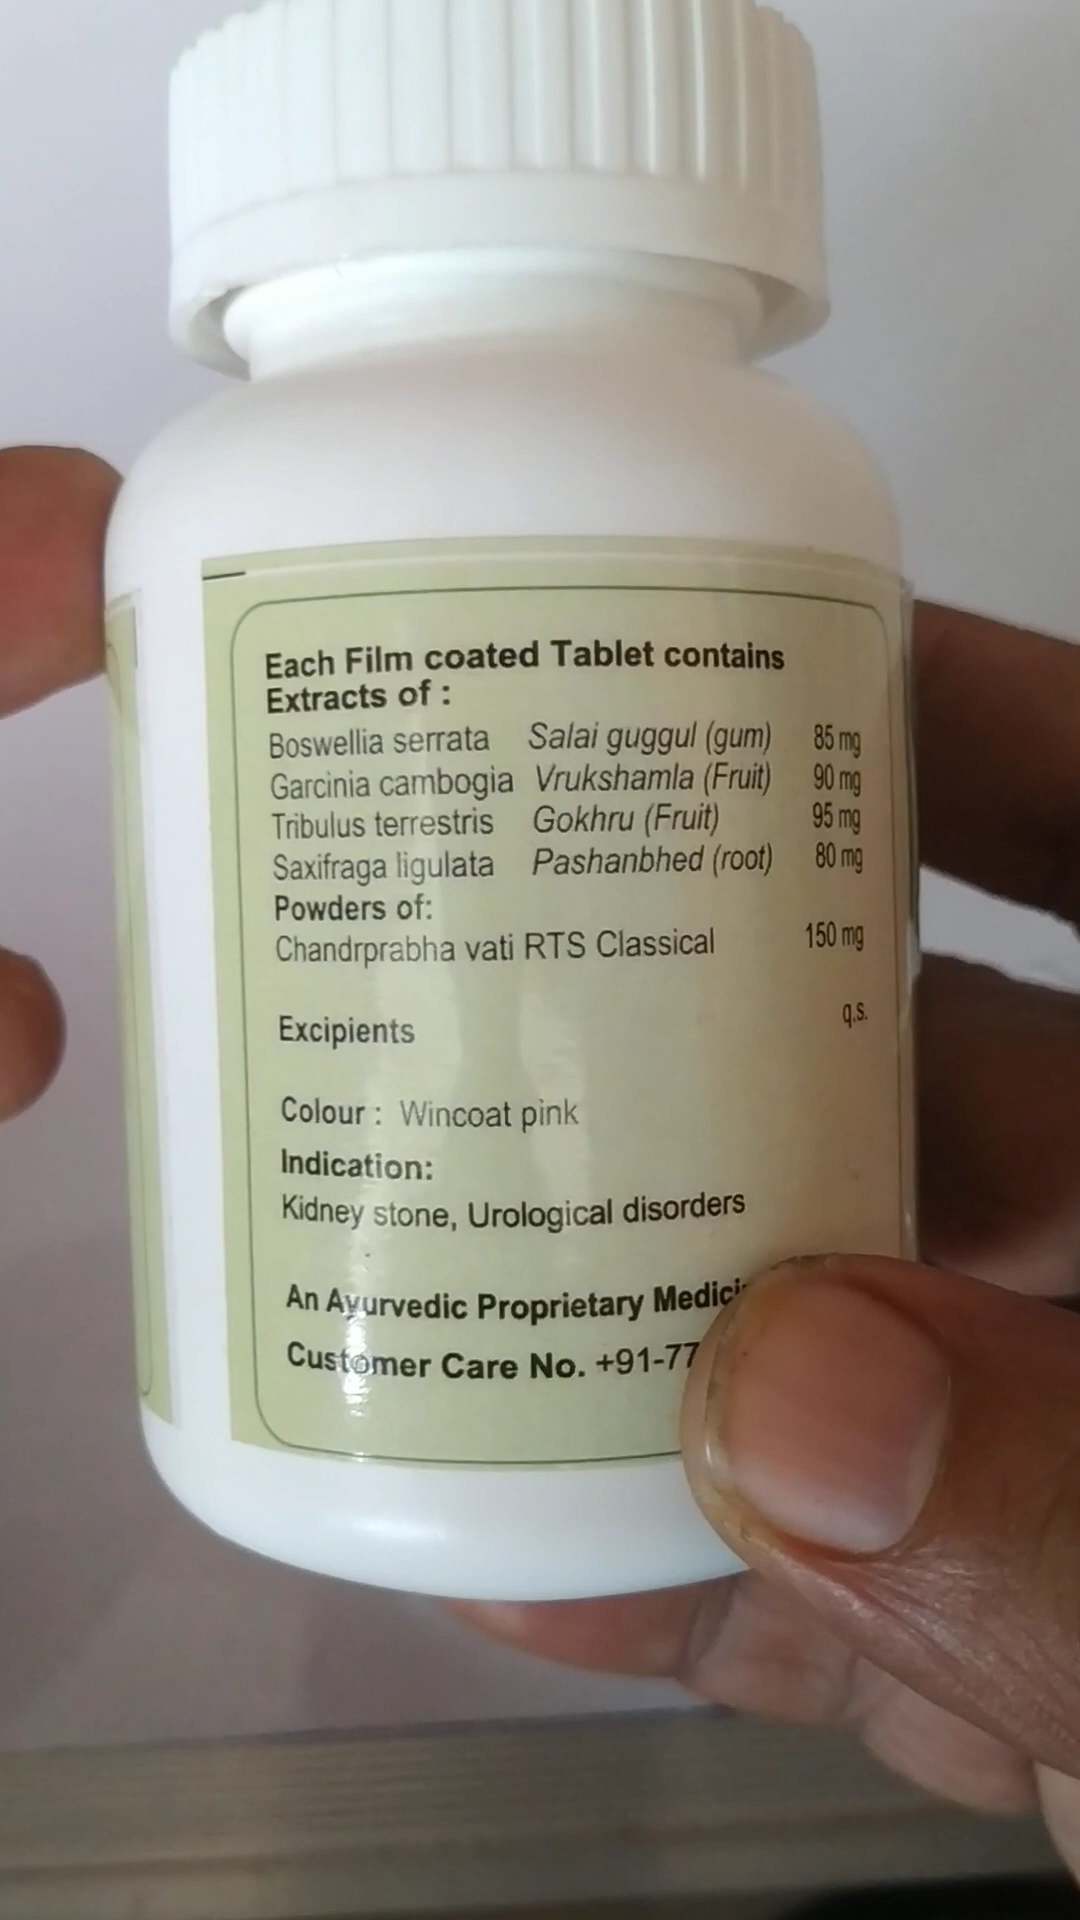 Each Film coated Tablet contains
Extracts of :
Boswellia serrata Salai guggul (gum) 85 mg
Garcinia cambogia Vrukshamla (Fruit) 90 mg
Tribulus terrestris Gokhru (Fruit) 95 mg
Saxifraga ligulata Pashanbhed (root) 80 mg
Powders of:
Chandrprabha vati RTS Classical 150 mg
Excipients q.s.
Colour : Wincoat pink
Indication:
Kidney stone, Urological disorders
An Ayurvedic Proprietary
Customer Care No. +91-77